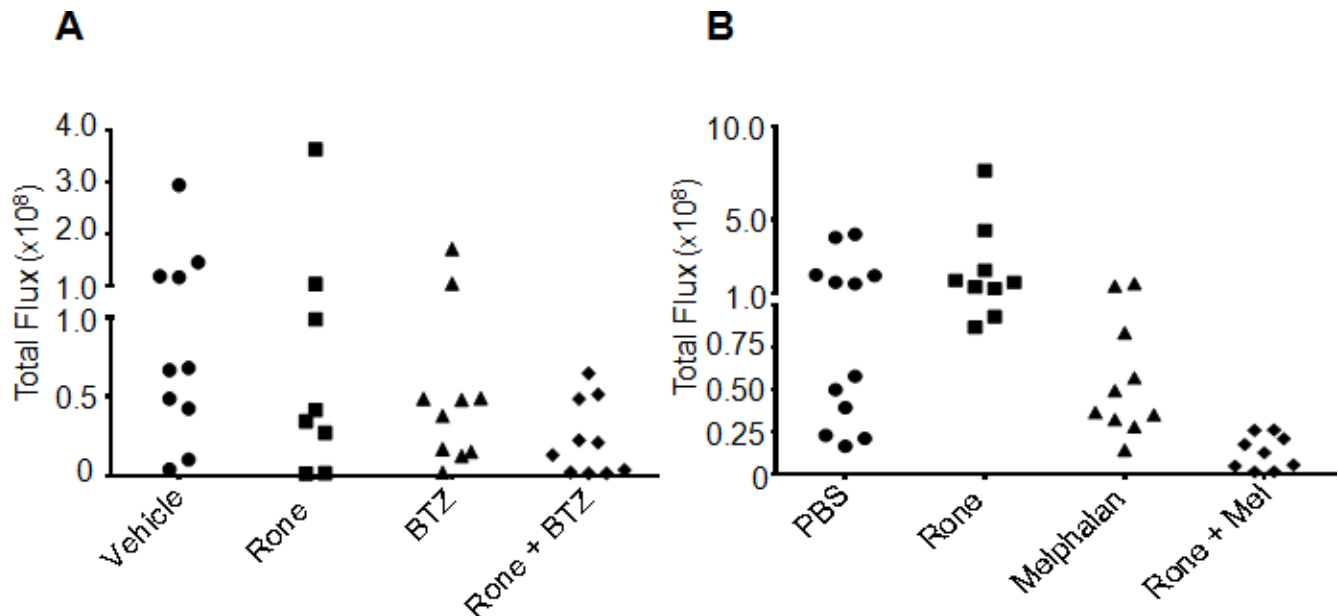 A
Total Flux (x10⁸)
4.0
3.0
2.0
1.0
1.0
0.5
0
Vehicle
Rone
BTZ
Rone + BTZ
B
Total Flux (x10⁸)
10.0
5.0
1.0
1.0
0.75
0.50
0.25
0
PBS
Rone
Melphalan
Rone + Mel